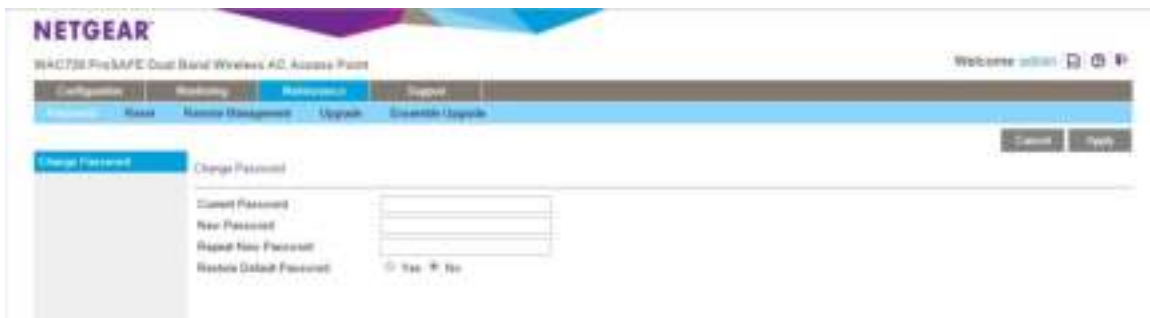 NETGEAR
WAC730 ProSAFE Dual Band Wireless AC Access Point
Welcome admin
Configuration Monitoring Maintenance Support
Password Reset Remote Management Upgrade Ensemble Upgrade
Cancel Apply
Change Password
Change Password
Current Password
New Password
Repeat New Password
Restore Default Password Yes No